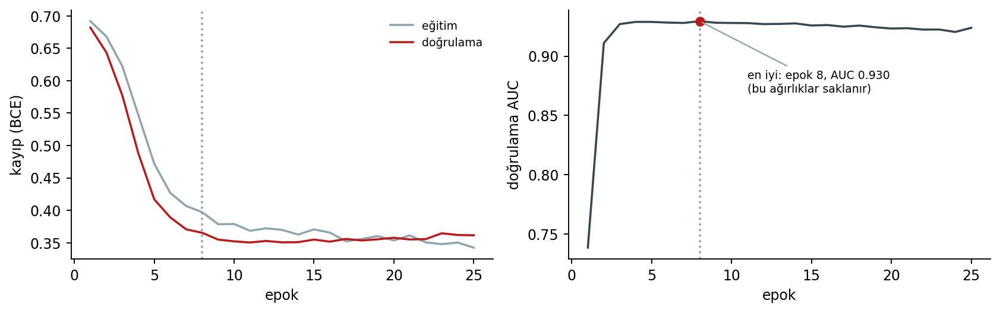 0.70
0.65
0.60
0.55
0.50
0.45
0.40
0.35
kayıp (BCE)
eğitim
doğrulama
0 5 10 15 20 25
epok
0.90
0.85
0.80
0.75
doğrulama AUC
en iyi: epok 8, AUC 0.930
(bu ağırlıklar saklanır)
0 5 10 15 20 25
epok